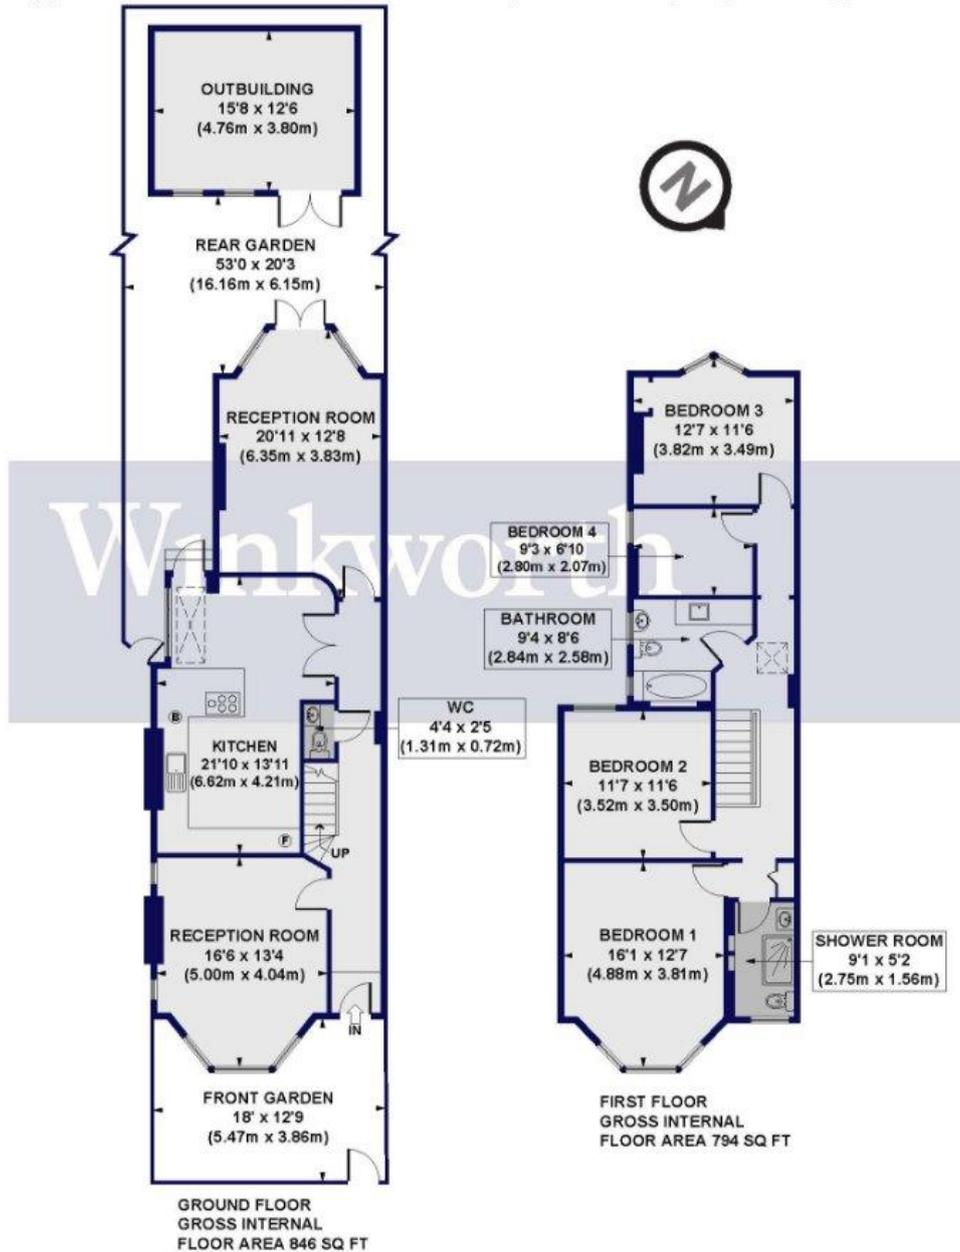 OUTBUILDING
15'8 x 12'6
(4.76m x 3.80m)
N
REAR GARDEN
53'0 x 20'3
(16.16m x 6.15m)
RECEPTION ROOM
20'11 x 12'8
(6.35m x 3.83m)
BEDROOM 3
12'7 x 11'6
(3.82m x 3.49m)
Winkworth
BEDROOM 4
9'3 x 6'10
(2.80m x 2.07m)
BATHROOM
9'4 x 8'6
(2.84m x 2.58m)
WC
4'4 x 2'5
(1.31m x 0.72m)
B
KITCHEN
21'10 x 13'11
(6.62m x 4.21m)
F
UP
BEDROOM 2
11'7 x 11'6
(3.52m x 3.50m)
RECEPTION ROOM
16'6 x 13'4
(5.00m x 4.04m)
IN
BEDROOM 1
16'1 x 12'7
(4.88m x 3.81m)
SHOWER ROOM
9'1 x 5'2
(2.75m x 1.56m)
FRONT GARDEN
18' x 12'9
(5.47m x 3.86m)
FIRST FLOOR
GROSS INTERNAL
FLOOR AREA 794 SQ FT
GROUND FLOOR
GROSS INTERNAL
FLOOR AREA 846 SQ FT